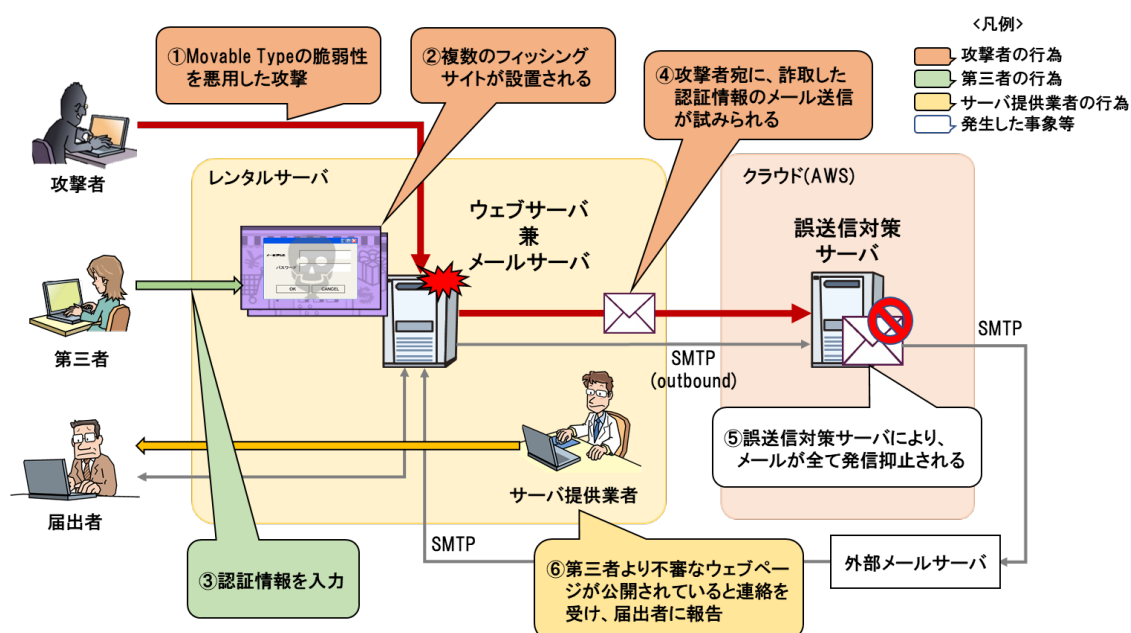 <凡例>
攻撃者の行為
第三者の行為
サーバ提供業者の行為
発生した事象等
①Movable Typeの脆弱性
を悪用した攻撃
②複数のフィッシング
サイトが設置される
④攻撃者宛に、詐取した
認証情報のメール送信
が試みられる
攻撃者
レンタルサーバ
クラウド(AWS)
ウェブサーバ
兼
メールサーバ
誤送信対策
サーバ
パスワード
OK
CANCEL
第三者
SMTP
(outbound)
SMTP
⑤誤送信対策サーバにより、
メールが全て発信抑止される
サーバ提供業者
届出者
SMTP
外部メールサーバ
③認証情報を入力
⑥第三者より不審なウェブペー
ジが公開されていると連絡を
受け、届出者に報告